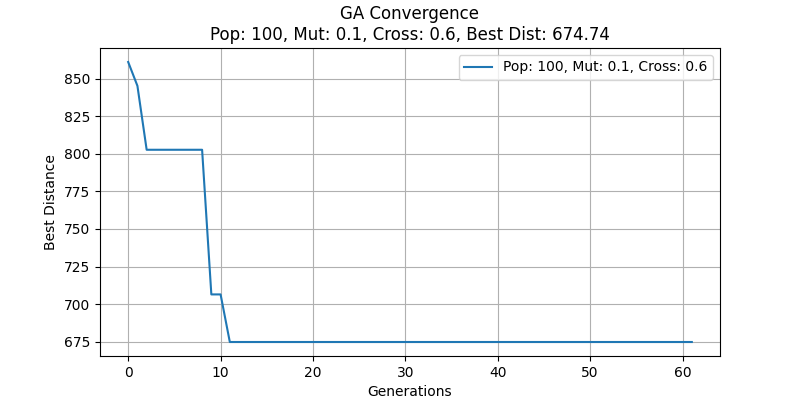 GA Convergence
Pop: 100, Mut: 0.1, Cross: 0.6, Best Dist: 674.74
Pop: 100, Mut: 0.1, Cross: 0.6
Best Distance
850
825
800
775
750
725
700
675
0 10 20 30 40 50 60
Generations